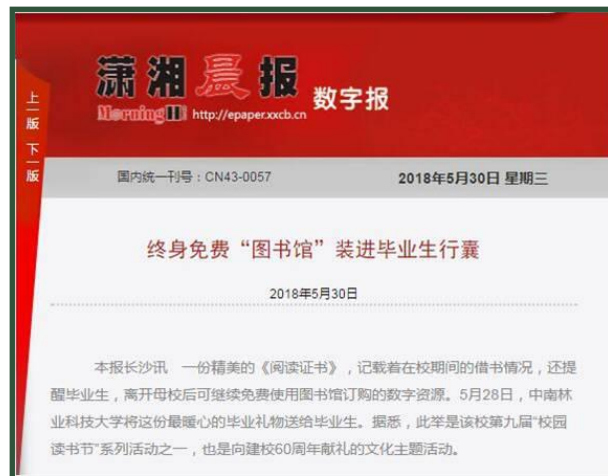 潇湘晨报
Morning http://epaper.xxcb.cn
数字报
上一版 下一版
国内统一刊号：CN43-0057
2018年5月30日 星期三
终身免费“图书馆”装进毕业生行囊
2018年5月30日
本报长沙讯 一份精美的《阅读证书》，记载着在校期间的借书情况，还提
醒毕业生，离开母校后可继续免费使用图书馆订购的数字资源。5月28日，中南林
业科技大学将这份最暖心的毕业礼物送给毕业生。据悉，此举是该校第九届“校园
读书节”系列活动之一，也是向建校60周年献礼的文化主题活动。